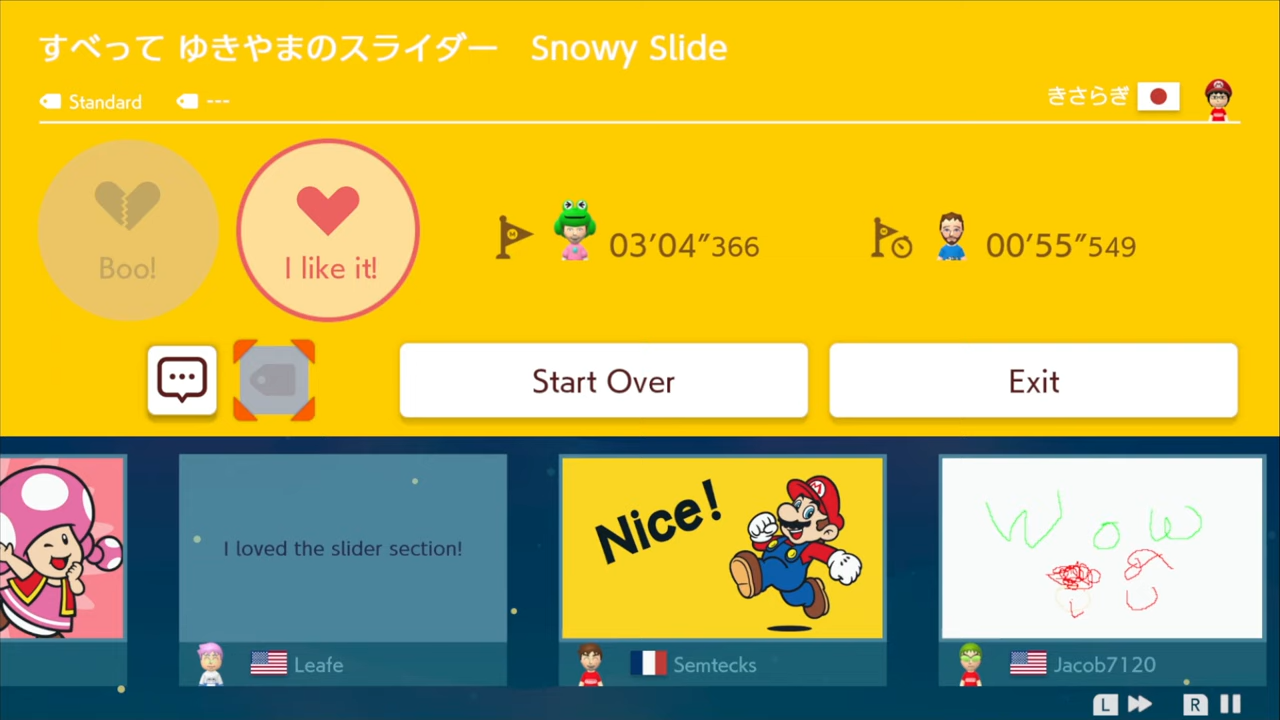 すべって ゆきやまのスライダー　Snowy Slide
Standard
---
きさらぎ
Boo!
I like it!
03′04″366
00′55″549
Start Over
Exit
I loved the slider section!
Nice!
Wow
Leafe
Semtecks
Jacob7120
L
R